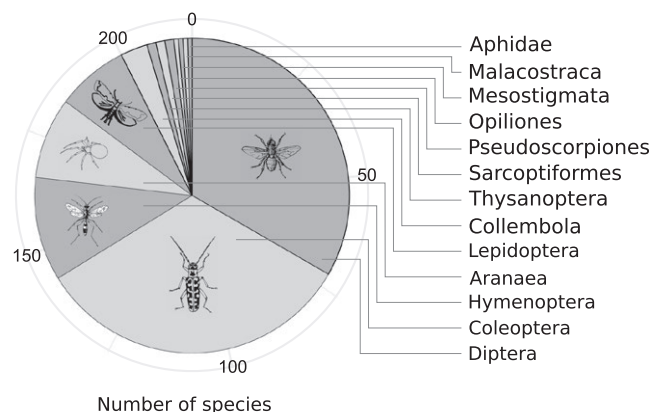 0
200
Aphidae
Malacostraca
Mesostigmata
Opiliones
Pseudoscorpiones
Sarcoptiformes
50
Thysanoptera
Collembola
Lepidoptera
150
Aranaea
Hymenoptera
Coleoptera
Diptera
100
Number of species